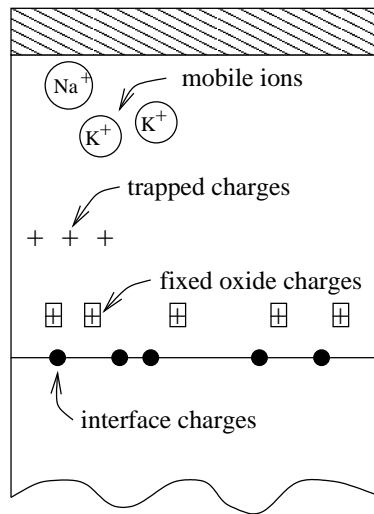 Na+
mobile ions
K+
K+
trapped charges
+ + +
fixed oxide charges
+ + + + +
interface charges